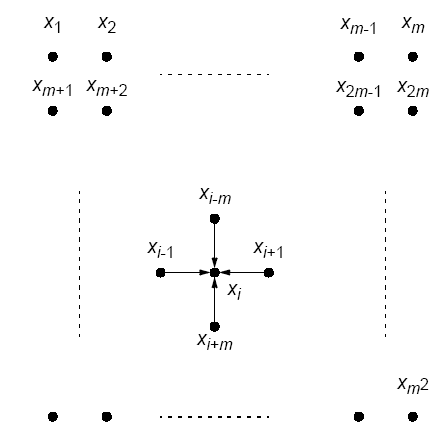 x₁ x₂ xₘ₋₁ xₘ
xₘ₊₁ xₘ₊₂ x₂ₘ₋₁ x₂ₘ
xᵢ₋ₘ
xᵢ₋₁ xᵢ₊₁
xᵢ
xᵢ₊ₘ
x_m2